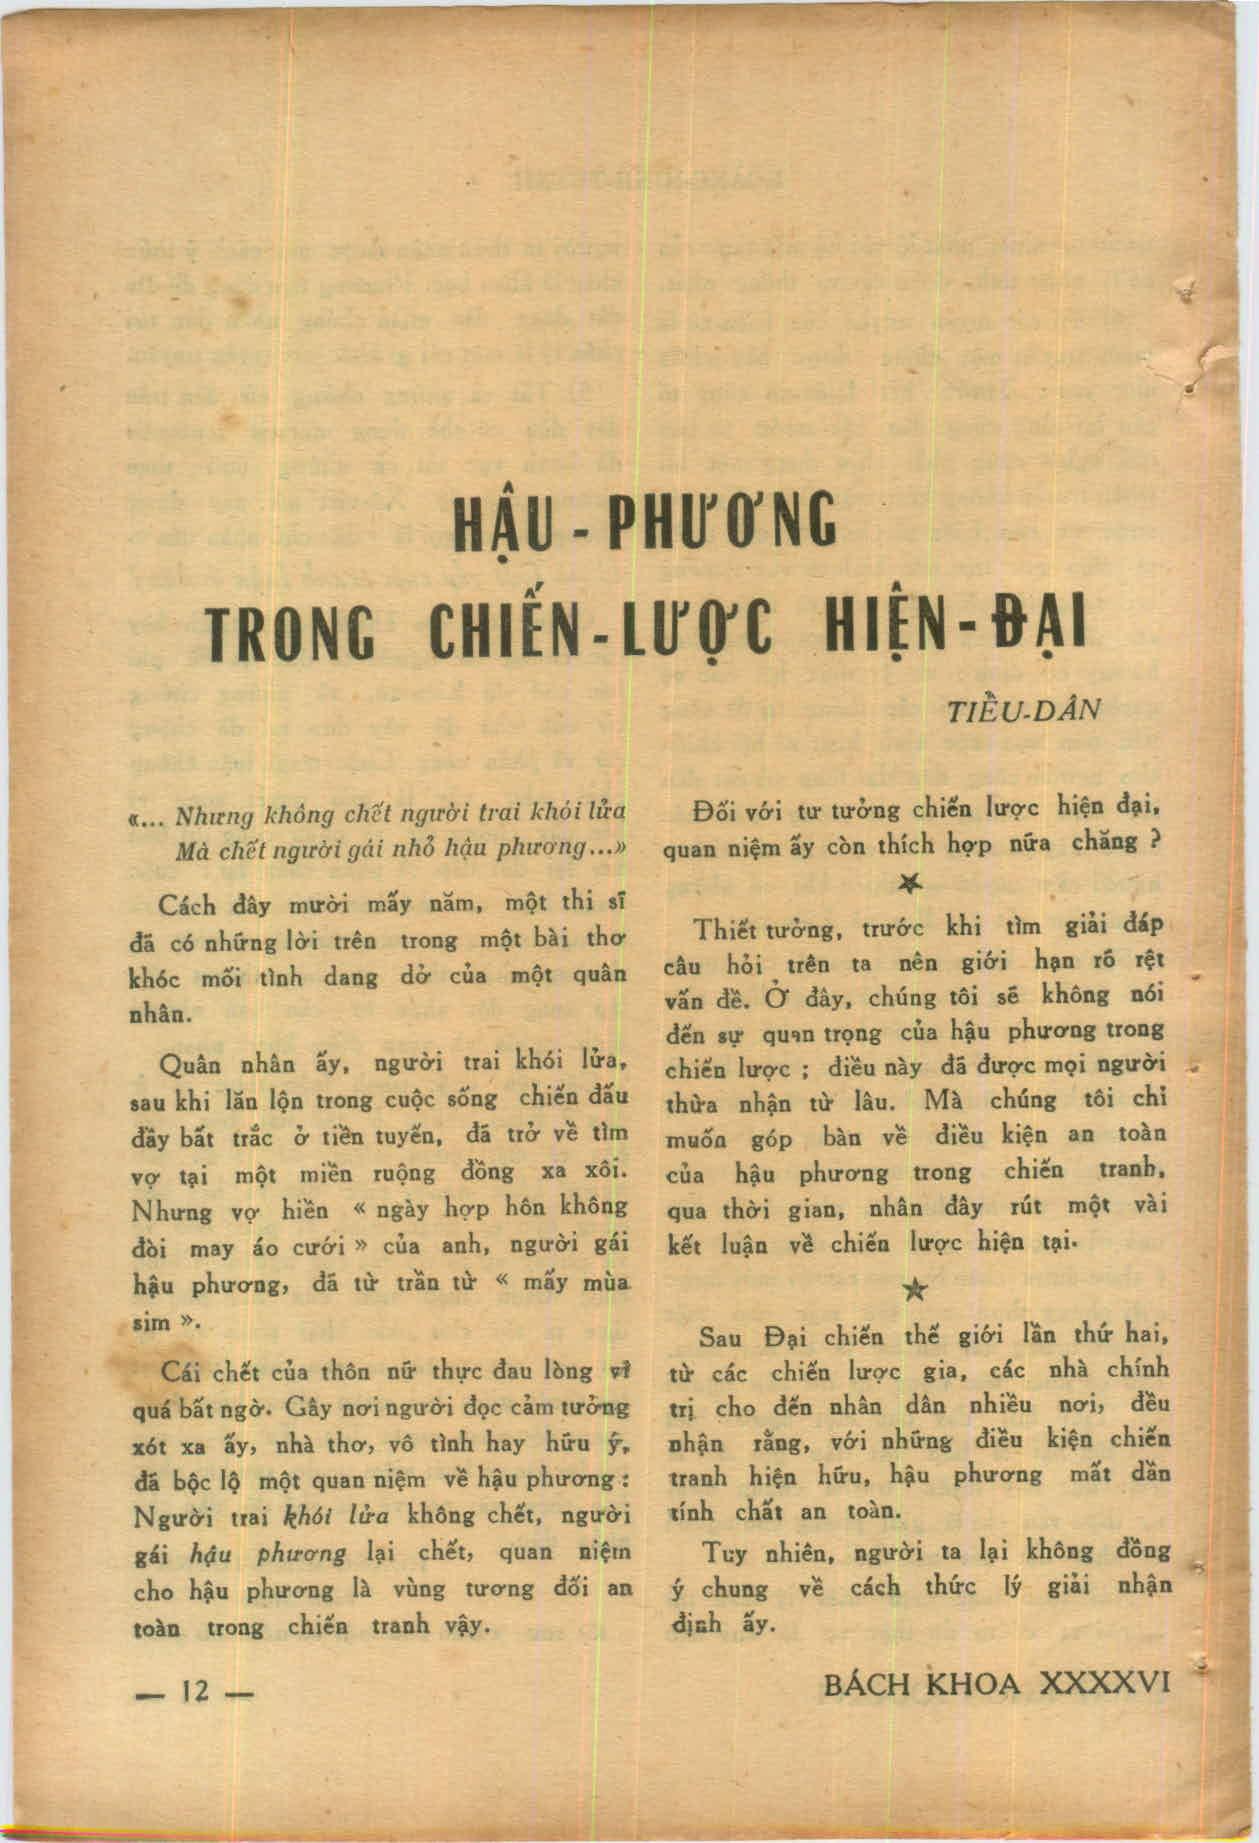 HẬU - PHƯƠNG
TRONG CHIẾN-LƯỢC HIỆN-ĐẠI
TIỀU-DÂN
«... Nhưng không chết người trai khói lửa
Mà chết người gái nhỏ hậu phương...»
Cách đây mười mấy năm, một thi sĩ
đã có những lời trên trong một bài thơ
khóc mối tình dang dở của một quân
nhân.
Quân nhân ấy, người trai khói lửa,
sau khi lăn lộn trong cuộc sống chiến đấu
đầy bất trắc ở tiền tuyến, đã trở về tìm
vợ tại một miền ruộng đồng xa xôi.
Nhưng vợ hiền « ngày hợp hôn không
đòi may áo cưới » của anh, người gái
hậu phương, đã từ trần từ « mấy mùa
sim ».
Cái chết của thôn nữ thực đau lòng vì
quá bất ngờ. Gây nơi người đọc cảm tưởng
xót xa ấy, nhà thơ, vô tình hay hữu ý,
đã bộc lộ một quan niệm về hậu phương :
Người trai khói lửa không chết, người
gái hậu phương lại chết, quan niệm
cho hậu phương là vùng tương đối an
toàn trong chiến tranh vậy.
Đối với tư tưởng chiến lược hiện đại,
quan niệm ấy còn thích hợp nữa chăng ?
Thiết tưởng, trước khi tìm giải đáp
câu hỏi trên ta nên giới hạn rõ rệt
vấn đề. Ở đây, chúng tôi sẽ không nói
đến sự quan trọng của hậu phương trong
chiến lược ; điều này đã được mọi người
thừa nhận từ lâu. Mà chúng tôi chỉ
muốn góp bàn về điều kiện an toàn
của hậu phương trong chiến tranh,
qua thời gian, nhân đây rút một vài
kết luận về chiến lược hiện tại.
Sau Đại chiến thế giới lần thứ hai,
từ các chiến lược gia, các nhà chính
trị cho đến nhân dân nhiều nơi, đều
nhận rằng, với những điều kiện chiến
tranh hiện hữu, hậu phương mất dần
tính chất an toàn.
Tuy nhiên, người ta lại không đồng
ý chung về cách thức lý giải nhận
định ấy.
— 12 —
BÁCH KHOA XXXXVI